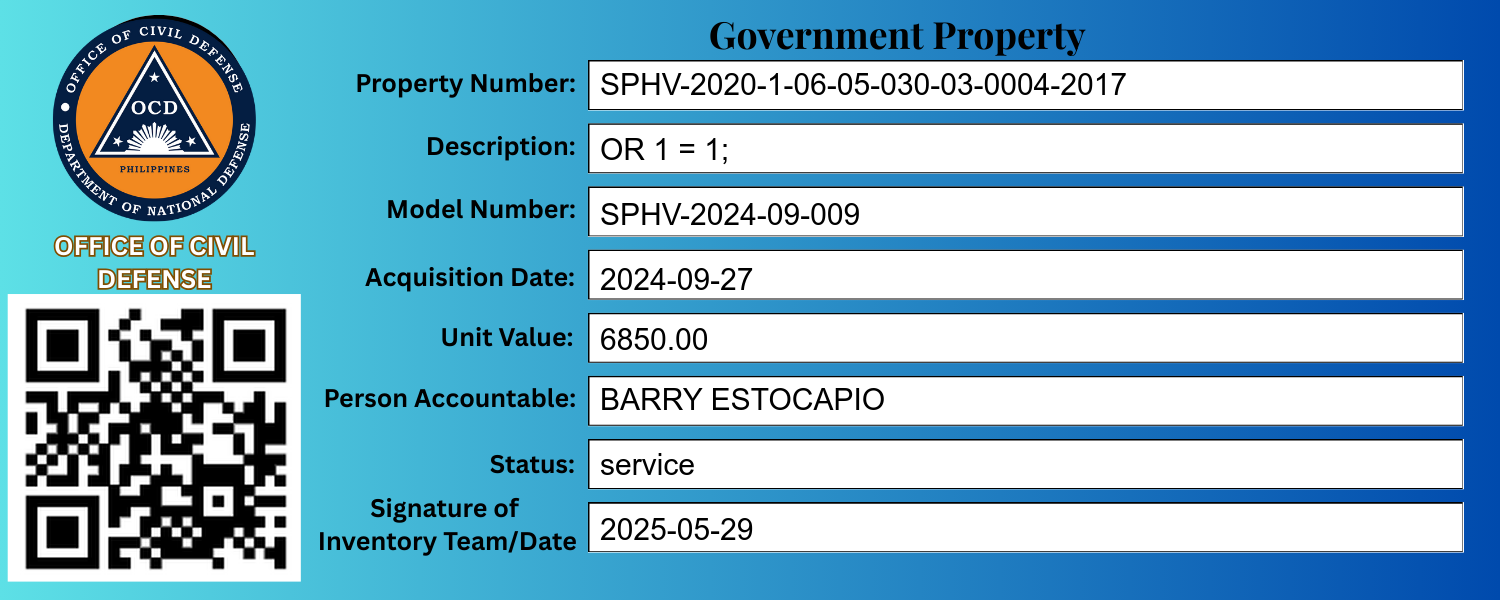 Government Property
OFFICE OF CIVIL DEFENSE
OCD
PHILIPPINES
DEPARTMENT OF NATIONAL DEFENSE
OFFICE OF CIVIL
DEFENSE
Property Number: SPHV-2020-1-06-05-030-03-0004-2017
Description: OR 1 = 1;
Model Number: SPHV-2024-09-009
Acquisition Date: 2024-09-27
Unit Value: 6850.00
Person Accountable: BARRY ESTOCAPIO
Status: service
Signature of
Inventory Team/Date 2025-05-29